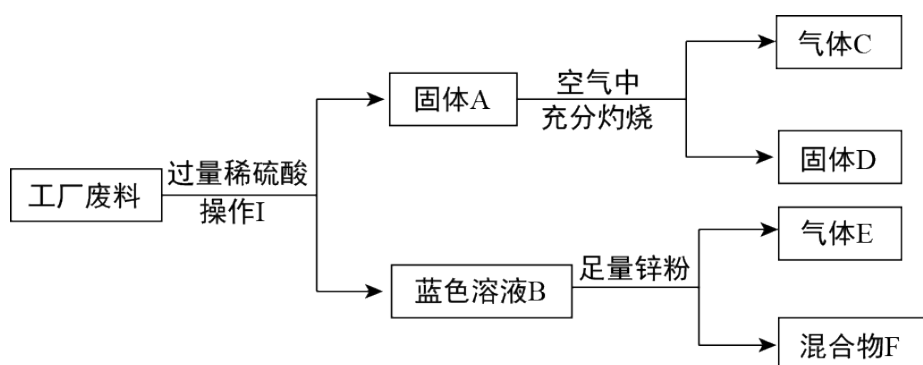 工厂废料
过量稀硫酸
操作I
固体A
空气中
充分灼烧
气体C
固体D
蓝色溶液B
足量锌粉
气体E
混合物F